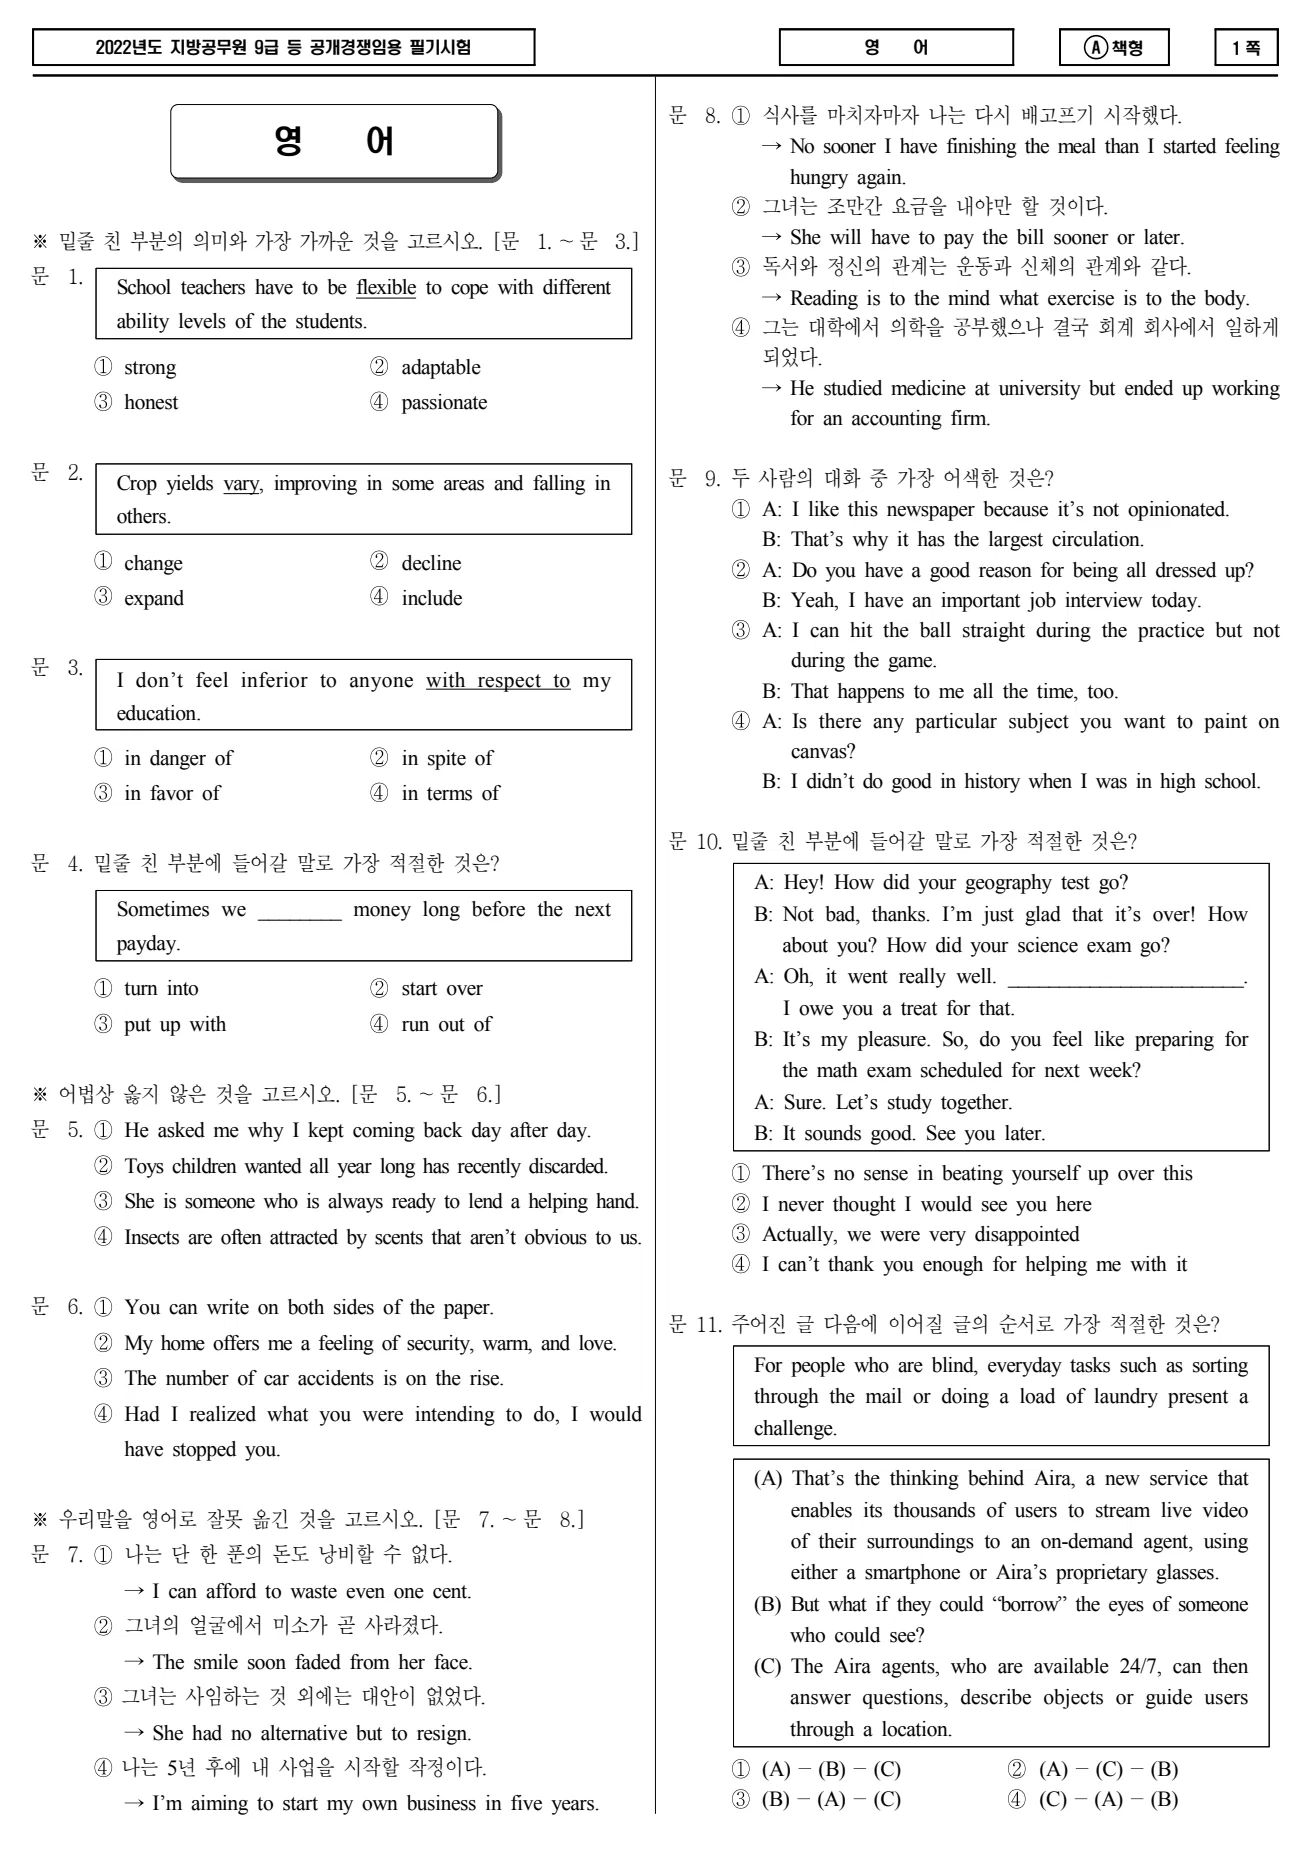 2022년도 지방공무원 9급 등 공개경쟁임용 필기시험
영 어
Ⓐ책형
1쪽
영 어
※ 밑줄 친 부분의 의미와 가장 가까운 것을 고르시오. [문 1. ~ 문 3.]
문 1.
School teachers have to be flexible to cope with different
ability levels of the students.
① strong ② adaptable
③ honest ④ passionate
문 2.
Crop yields vary, improving in some areas and falling in
others.
① change ② decline
③ expand ④ include
문 3.
I don’t feel inferior to anyone with respect to my
education.
① in danger of ② in spite of
③ in favor of ④ in terms of
문 4. 밑줄 친 부분에 들어갈 말로 가장 적절한 것은?
Sometimes we ________ money long before the next
payday.
① turn into ② start over
③ put up with ④ run out of
※ 어법상 옳지 않은 것을 고르시오. [문 5. ~ 문 6.]
문 5. ① He asked me why I kept coming back day after day.
② Toys children wanted all year long has recently discarded.
③ She is someone who is always ready to lend a helping hand.
④ Insects are often attracted by scents that aren’t obvious to us.
문 6. ① You can write on both sides of the paper.
② My home offers me a feeling of security, warm, and love.
③ The number of car accidents is on the rise.
④ Had I realized what you were intending to do, I would
have stopped you.
※ 우리말을 영어로 잘못 옮긴 것을 고르시오. [문 7. ~ 문 8.]
문 7. ① 나는 단 한 푼의 돈도 낭비할 수 없다.
→ I can afford to waste even one cent.
② 그녀의 얼굴에서 미소가 곧 사라졌다.
→ The smile soon faded from her face.
③ 그녀는 사임하는 것 외에는 대안이 없었다.
→ She had no alternative but to resign.
④ 나는 5년 후에 내 사업을 시작할 작정이다.
→ I’m aiming to start my own business in five years.
문 8. ① 식사를 마치자마자 나는 다시 배고프기 시작했다.
→ No sooner I have finishing the meal than I started feeling
hungry again.
② 그녀는 조만간 요금을 내야만 할 것이다.
→ She will have to pay the bill sooner or later.
③ 독서와 정신의 관계는 운동과 신체의 관계와 같다.
→ Reading is to the mind what exercise is to the body.
④ 그는 대학에서 의학을 공부했으나 결국 회계 회사에서 일하게
되었다.
→ He studied medicine at university but ended up working
for an accounting firm.
문 9. 두 사람의 대화 중 가장 어색한 것은?
① A: I like this newspaper because it’s not opinionated.
B: That’s why it has the largest circulation.
② A: Do you have a good reason for being all dressed up?
B: Yeah, I have an important job interview today.
③ A: I can hit the ball straight during the practice but not
during the game.
B: That happens to me all the time, too.
④ A: Is there any particular subject you want to paint on
canvas?
B: I didn’t do good in history when I was in high school.
문 10. 밑줄 친 부분에 들어갈 말로 가장 적절한 것은?
A: Hey! How did your geography test go?
B: Not bad, thanks. I’m just glad that it’s over! How
about you? How did your science exam go?
A: Oh, it went really well. ______________________.
I owe you a treat for that.
B: It’s my pleasure. So, do you feel like preparing for
the math exam scheduled for next week?
A: Sure. Let’s study together.
B: It sounds good. See you later.
① There’s no sense in beating yourself up over this
② I never thought I would see you here
③ Actually, we were very disappointed
④ I can’t thank you enough for helping me with it
문 11. 주어진 글 다음에 이어질 글의 순서로 가장 적절한 것은?
For people who are blind, everyday tasks such as sorting
through the mail or doing a load of laundry present a
challenge.
(A) That’s the thinking behind Aira, a new service that
enables its thousands of users to stream live video
of their surroundings to an on-demand agent, using
either a smartphone or Aira’s proprietary glasses.
(B) But what if they could “borrow” the eyes of someone
who could see?
(C) The Aira agents, who are available 24/7, can then
answer questions, describe objects or guide users
through a location.
① (A) － (B) － (C) ② (A) － (C) － (B)
③ (B) － (A) － (C) ④ (C) － (A) － (B)